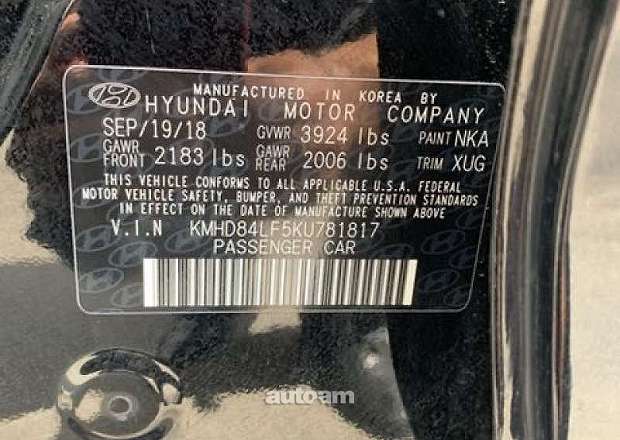 MANUFACTURED IN KOREA BY
HYUNDAI MOTOR COMPANY
SEP/19/18 GVWR 3924 lbs PAINT NKA
GAWR FRONT 2183 lbs GAWR REAR 2006 lbs TRIM XUG
THIS VEHICLE CONFORMS TO ALL APPLICABLE U.S.A. FEDERAL
MOTOR VEHICLE SAFETY, BUMPER, AND THEFT PREVENTION STANDARDS
IN EFFECT ON THE DATE OF MANUFACTURE SHOWN ABOVE
V.I.N KMHD84LF5KU781817
PASSENGER CAR
autoam